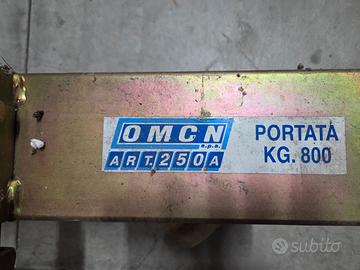 OMCN
s.p.a.
ART.250A
PORTATA
KG. 800
subito